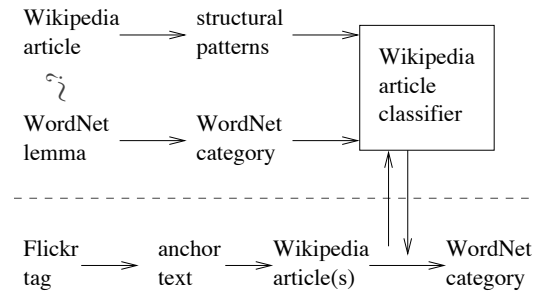 Wikipedia
article
structural
patterns
Wikipedia
article
classifier
?
WordNet
lemma
WordNet
category
Flickr
tag
anchor
text
Wikipedia
article(s)
WordNet
category